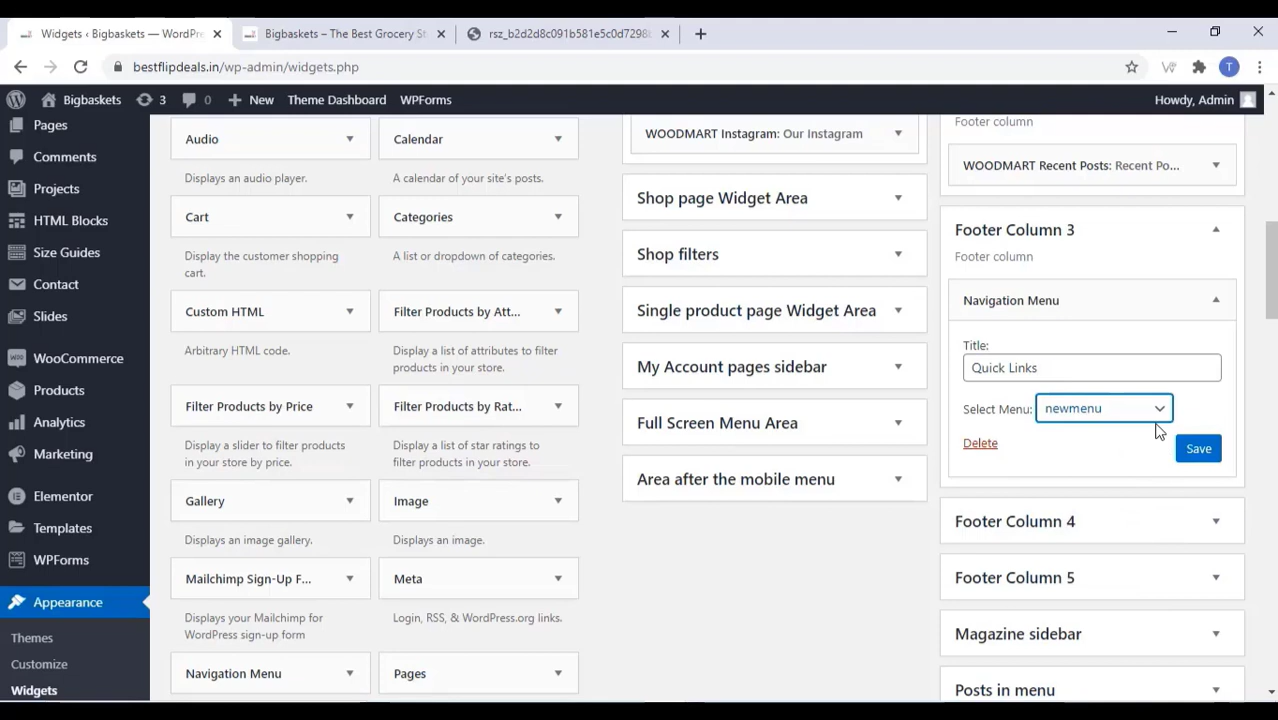 Widgets ‹ Bigbaskets — WordPre
Bigbaskets – The Best Grocery St
rsz_b2d2d8c091b581e5c0d7298b
bestflipdeals.in/wp-admin/widgets.php
T
Bigbaskets
3
0
New
Theme Dashboard
WPForms
Howdy, Admin
Pages
Comments
Projects
HTML Blocks
Size Guides
Contact
Slides
WooCommerce
Products
Analytics
Marketing
Elementor
Templates
WPForms
Appearance
Themes
Customize
Widgets
Audio
Displays an audio player.
Cart
Display the customer shopping
cart.
Custom HTML
Arbitrary HTML code.
Filter Products by Price
Display a slider to filter products
in your store by price.
Gallery
Displays an image gallery.
Mailchimp Sign-Up F...
Displays your Mailchimp for
WordPress sign-up form
Navigation Menu
Calendar
A calendar of your site's posts.
Categories
A list or dropdown of categories.
Filter Products by Att...
Display a list of attributes to filter
products in your store.
Filter Products by Rat...
Display a list of star ratings to
filter products in your store.
Image
Displays an image.
Meta
Login, RSS, & WordPress.org links.
Pages
WOODMART Instagram: Our Instagram
Shop page Widget Area
Shop filters
Single product page Widget Area
My Account pages sidebar
Full Screen Menu Area
Area after the mobile menu
Footer column
WOODMART Recent Posts: Recent Po...
Footer Column 3
Footer column
Navigation Menu
Title:
Quick Links
Select Menu: newmenu
Delete
Save
Footer Column 4
Footer Column 5
Magazine sidebar
Posts in menu